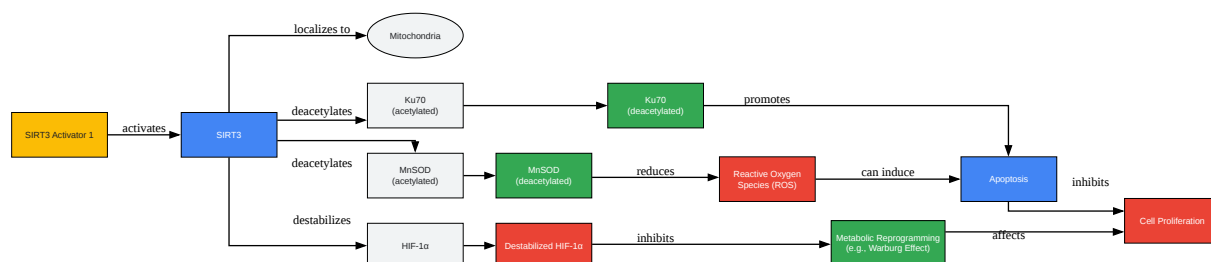 localizes to
Mitochondria
SIRT3 Activator 1
activates
SIRT3
deacetylates
Ku70
(acetylated)
Ku70
(deacetylated)
promotes
deacetylates
MnSOD
(acetylated)
MnSOD
(deacetylated)
reduces
Reactive Oxygen
Species (ROS)
can induce
Apoptosis
inhibits
Cell Proliferation
destabilizes
HIF-1α
Destabilized HIF-1α
inhibits
Metabolic Reprogramming
(e.g., Warburg Effect)
affects